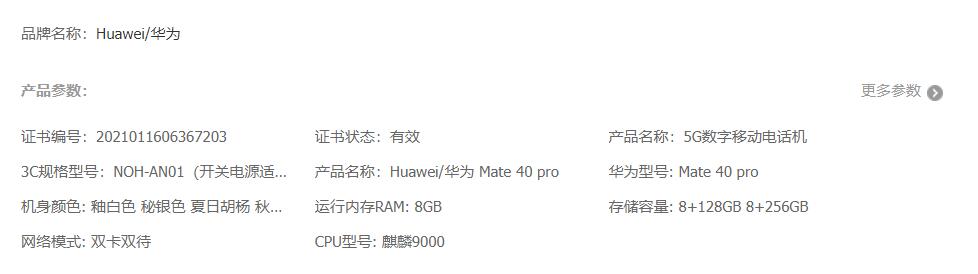 品牌名称：Huawei/华为
产品参数： 更多参数
证书编号：2021011606367203 证书状态：有效 产品名称：5G数字移动电话机
3C规格型号：NOH-AN01（开关电源适... 产品名称：Huawei/华为 Mate 40 pro 华为型号: Mate 40 pro
机身颜色: 釉白色 秘银色 夏日胡杨 秋... 运行内存RAM: 8GB 存储容量: 8+128GB 8+256GB
网络模式: 双卡双待 CPU型号: 麒麟9000